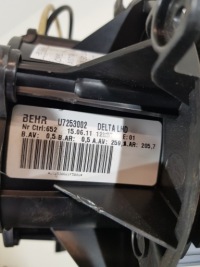 BEHR U7253002 DELTA LHD
Nr Ctrl:652 15.06.11 E:01
B.AV: 0,5 B.AR: 0,5 A.AV: 259 A.AR: 205,7